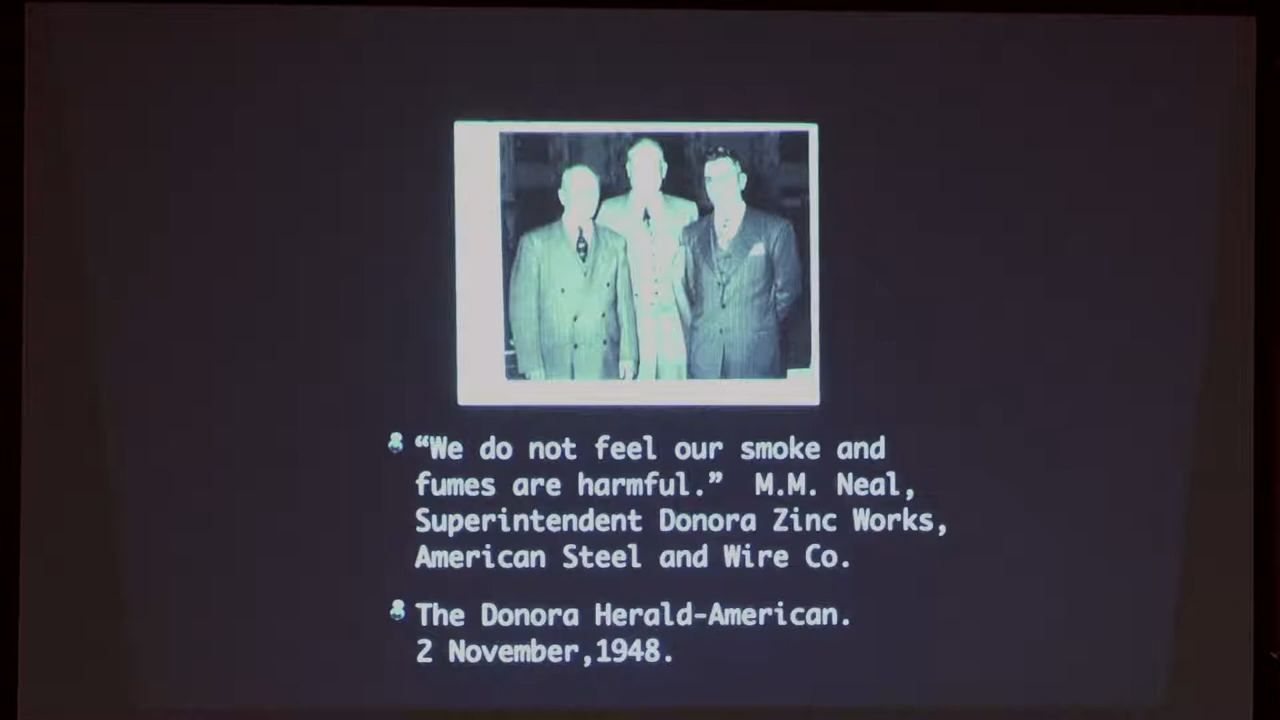 “We do not feel our smoke and
fumes are harmful.”  M.M. Neal,
Superintendent Donora Zinc Works,
American Steel and Wire Co.
The Donora Herald-American.
2 November,1948.